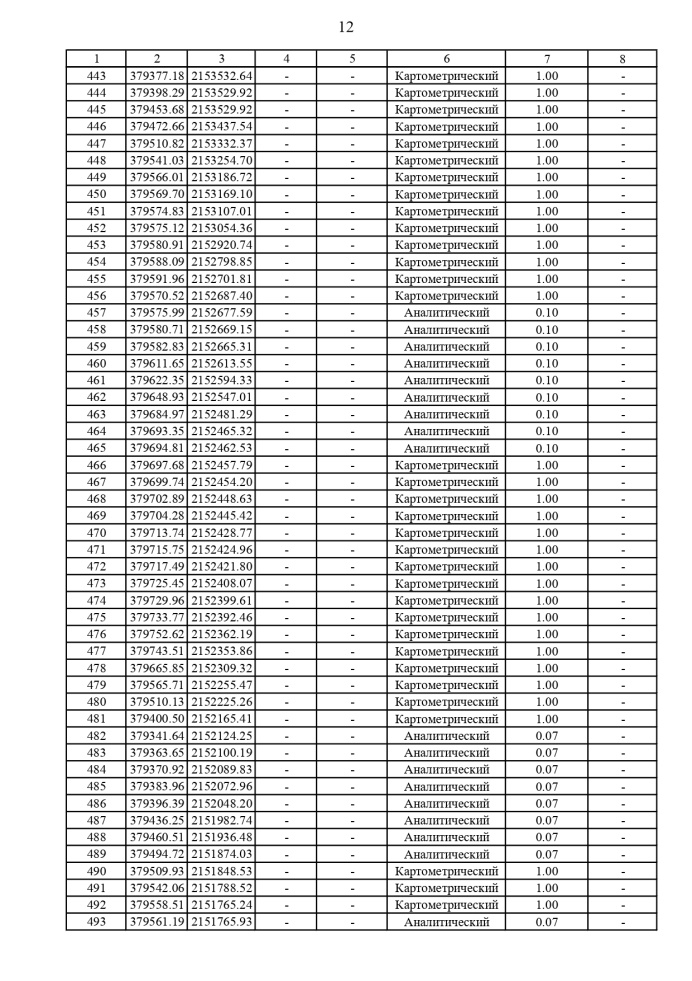 12
1 2 3 4 5 6 7 8
443 379377.18 2153532.64 - - Картометрический 1.00 -
444 379398.29 2153529.92 - - Картометрический 1.00 -
445 379453.68 2153529.92 - - Картометрический 1.00 -
446 379472.66 2153437.54 - - Картометрический 1.00 -
447 379510.82 2153332.37 - - Картометрический 1.00 -
448 379541.03 2153254.70 - - Картометрический 1.00 -
449 379566.01 2153186.72 - - Картометрический 1.00 -
450 379569.70 2153169.10 - - Картометрический 1.00 -
451 379574.83 2153107.01 - - Картометрический 1.00 -
452 379575.12 2153054.36 - - Картометрический 1.00 -
453 379580.91 2152920.74 - - Картометрический 1.00 -
454 379588.09 2152798.85 - - Картометрический 1.00 -
455 379591.96 2152701.81 - - Картометрический 1.00 -
456 379570.52 2152687.40 - - Картометрический 1.00 -
457 379575.99 2152677.59 - - Аналитический 0.10 -
458 379580.71 2152669.15 - - Аналитический 0.10 -
459 379582.83 2152665.31 - - Аналитический 0.10 -
460 379611.65 2152613.55 - - Аналитический 0.10 -
461 379622.35 2152594.33 - - Аналитический 0.10 -
462 379648.93 2152547.01 - - Аналитический 0.10 -
463 379684.97 2152481.29 - - Аналитический 0.10 -
464 379693.35 2152465.32 - - Аналитический 0.10 -
465 379694.81 2152462.53 - - Аналитический 0.10 -
466 379697.68 2152457.79 - - Картометрический 1.00 -
467 379699.74 2152454.20 - - Картометрический 1.00 -
468 379702.89 2152448.63 - - Картометрический 1.00 -
469 379704.28 2152445.42 - - Картометрический 1.00 -
470 379713.74 2152428.77 - - Картометрический 1.00 -
471 379715.75 2152424.96 - - Картометрический 1.00 -
472 379717.49 2152421.80 - - Картометрический 1.00 -
473 379725.45 2152408.07 - - Картометрический 1.00 -
474 379729.96 2152399.61 - - Картометрический 1.00 -
475 379733.77 2152392.46 - - Картометрический 1.00 -
476 379752.62 2152362.19 - - Картометрический 1.00 -
477 379743.51 2152353.86 - - Картометрический 1.00 -
478 379665.85 2152309.32 - - Картометрический 1.00 -
479 379565.71 2152255.47 - - Картометрический 1.00 -
480 379510.13 2152225.26 - - Картометрический 1.00 -
481 379400.50 2152165.41 - - Картометрический 1.00 -
482 379341.64 2152124.25 - - Аналитический 0.07 -
483 379363.65 2152100.19 - - Аналитический 0.07 -
484 379370.92 2152089.83 - - Аналитический 0.07 -
485 379383.96 2152072.96 - - Аналитический 0.07 -
486 379396.39 2152048.20 - - Аналитический 0.07 -
487 379436.25 2151982.74 - - Аналитический 0.07 -
488 379460.51 2151936.48 - - Аналитический 0.07 -
489 379494.72 2151874.03 - - Аналитический 0.07 -
490 379509.93 2151848.53 - - Картометрический 1.00 -
491 379542.06 2151788.52 - - Картометрический 1.00 -
492 379558.51 2151765.24 - - Картометрический 1.00 -
493 379561.19 2151765.93 - - Аналитический 0.07 -